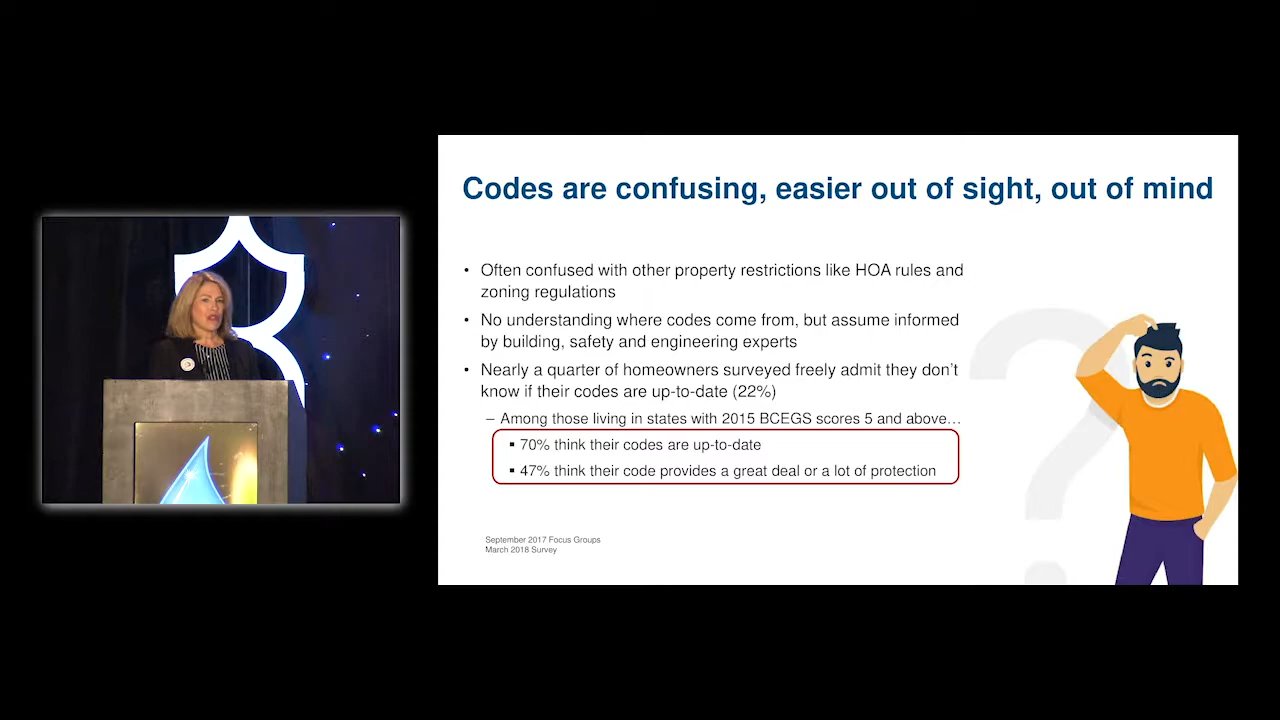 Codes are confusing, easier out of sight, out of mind
• Often confused with other property restrictions like HOA rules and
zoning regulations
• No understanding where codes come from, but assume informed
by building, safety and engineering experts
• Nearly a quarter of homeowners surveyed freely admit they don't
know if their codes are up-to-date (22%)
– Among those living in states with 2015 BCEGS scores 5 and above…
▪ 70% think their codes are up-to-date
▪ 47% think their code provides a great deal or a lot of protection
September 2017 Focus Groups
March 2018 Survey